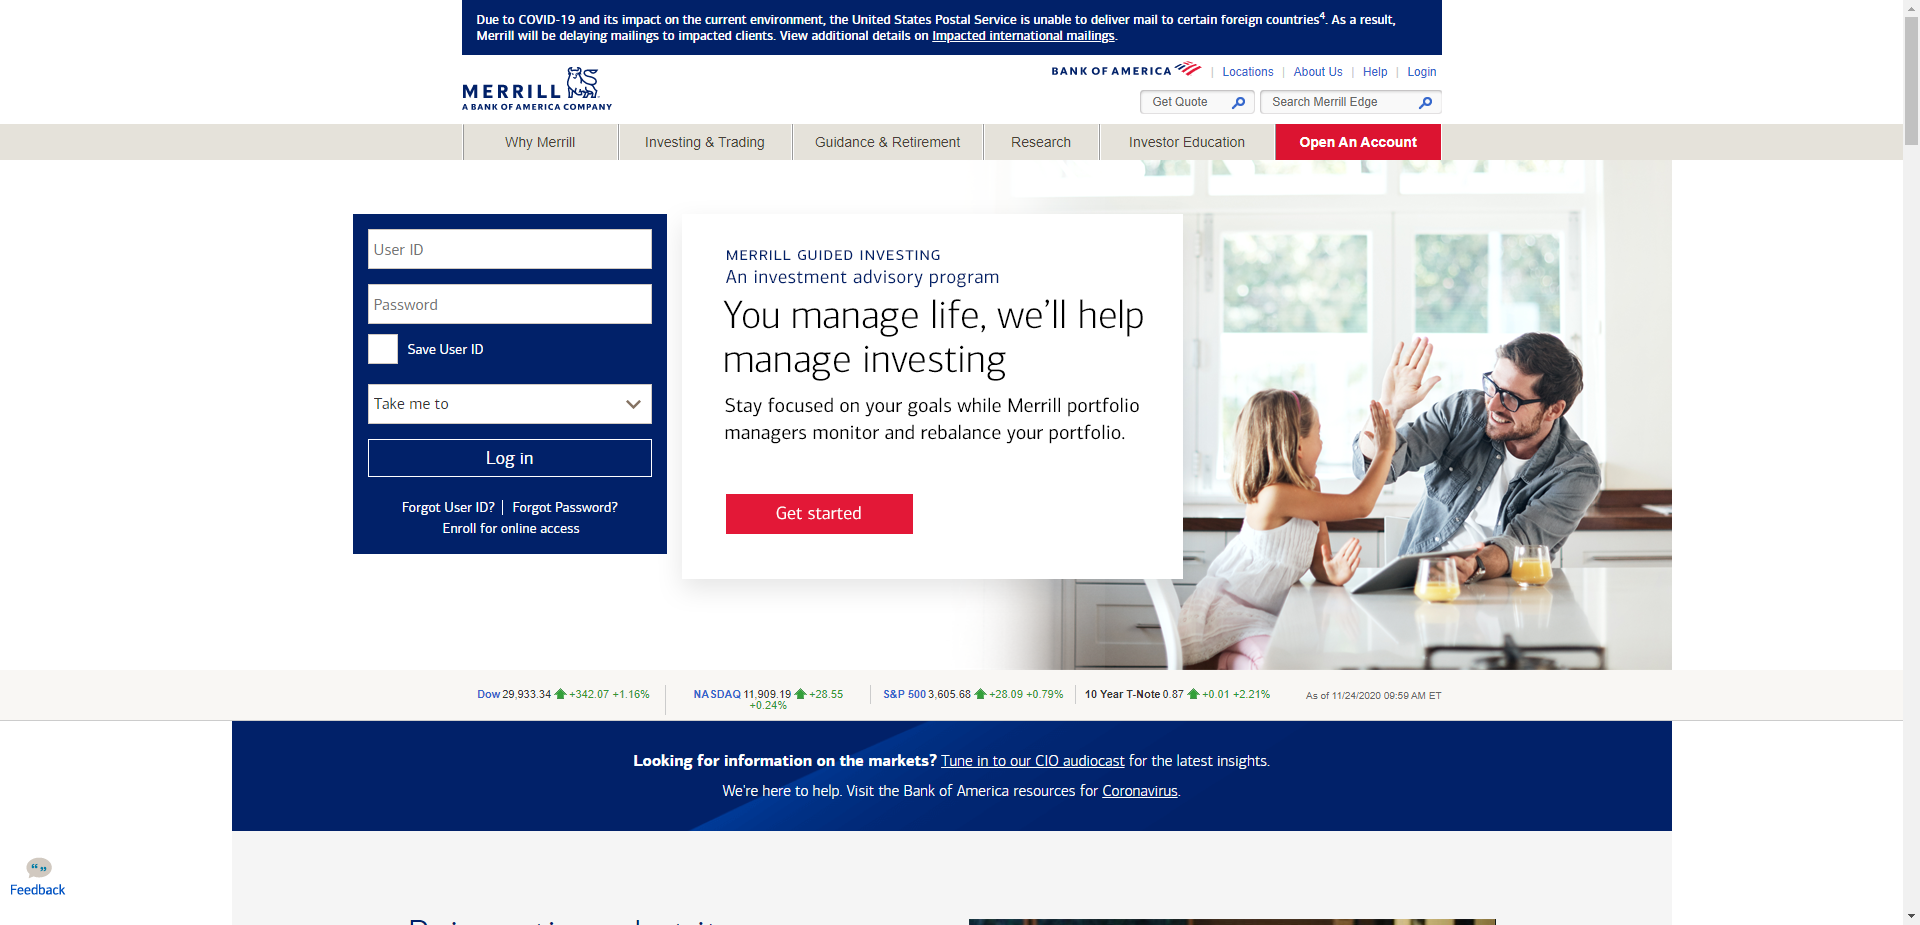 Due to COVID-19 and its impact on the current environment, the United States Postal Service is unable to deliver mail to certain foreign countries4. As a result,
Merrill will be delaying mailings to impacted clients. View additional details on Impacted international mailings.
MERRILL
A BANK OF AMERICA COMPANY
BANK OF AMERICA | Locations | About Us | Help | Login
Get Quote
Search Merrill Edge
Why Merrill
Investing & Trading
Guidance & Retirement
Research
Investor Education
Open An Account
User ID
Password
Save User ID
Take me to
Log in
Forgot User ID? | Forgot Password?
Enroll for online access
MERRILL GUIDED INVESTING
An investment advisory program
You manage life, we'll help
manage investing
Stay focused on your goals while Merrill portfolio
managers monitor and rebalance your portfolio.
Get started
Dow 29,933.34 +342.07 +1.16%
NASDAQ 11,909.19 +28.55
+0.24%
S&P 500 3,605.68 +28.09 +0.79%
10 Year T-Note 0.87 +0.01 +2.21%
As of 11/24/2020 09:59 AM ET
Looking for information on the markets? Tune in to our CIO audiocast for the latest insights.
We're here to help. Visit the Bank of America resources for Coronavirus.
Feedback